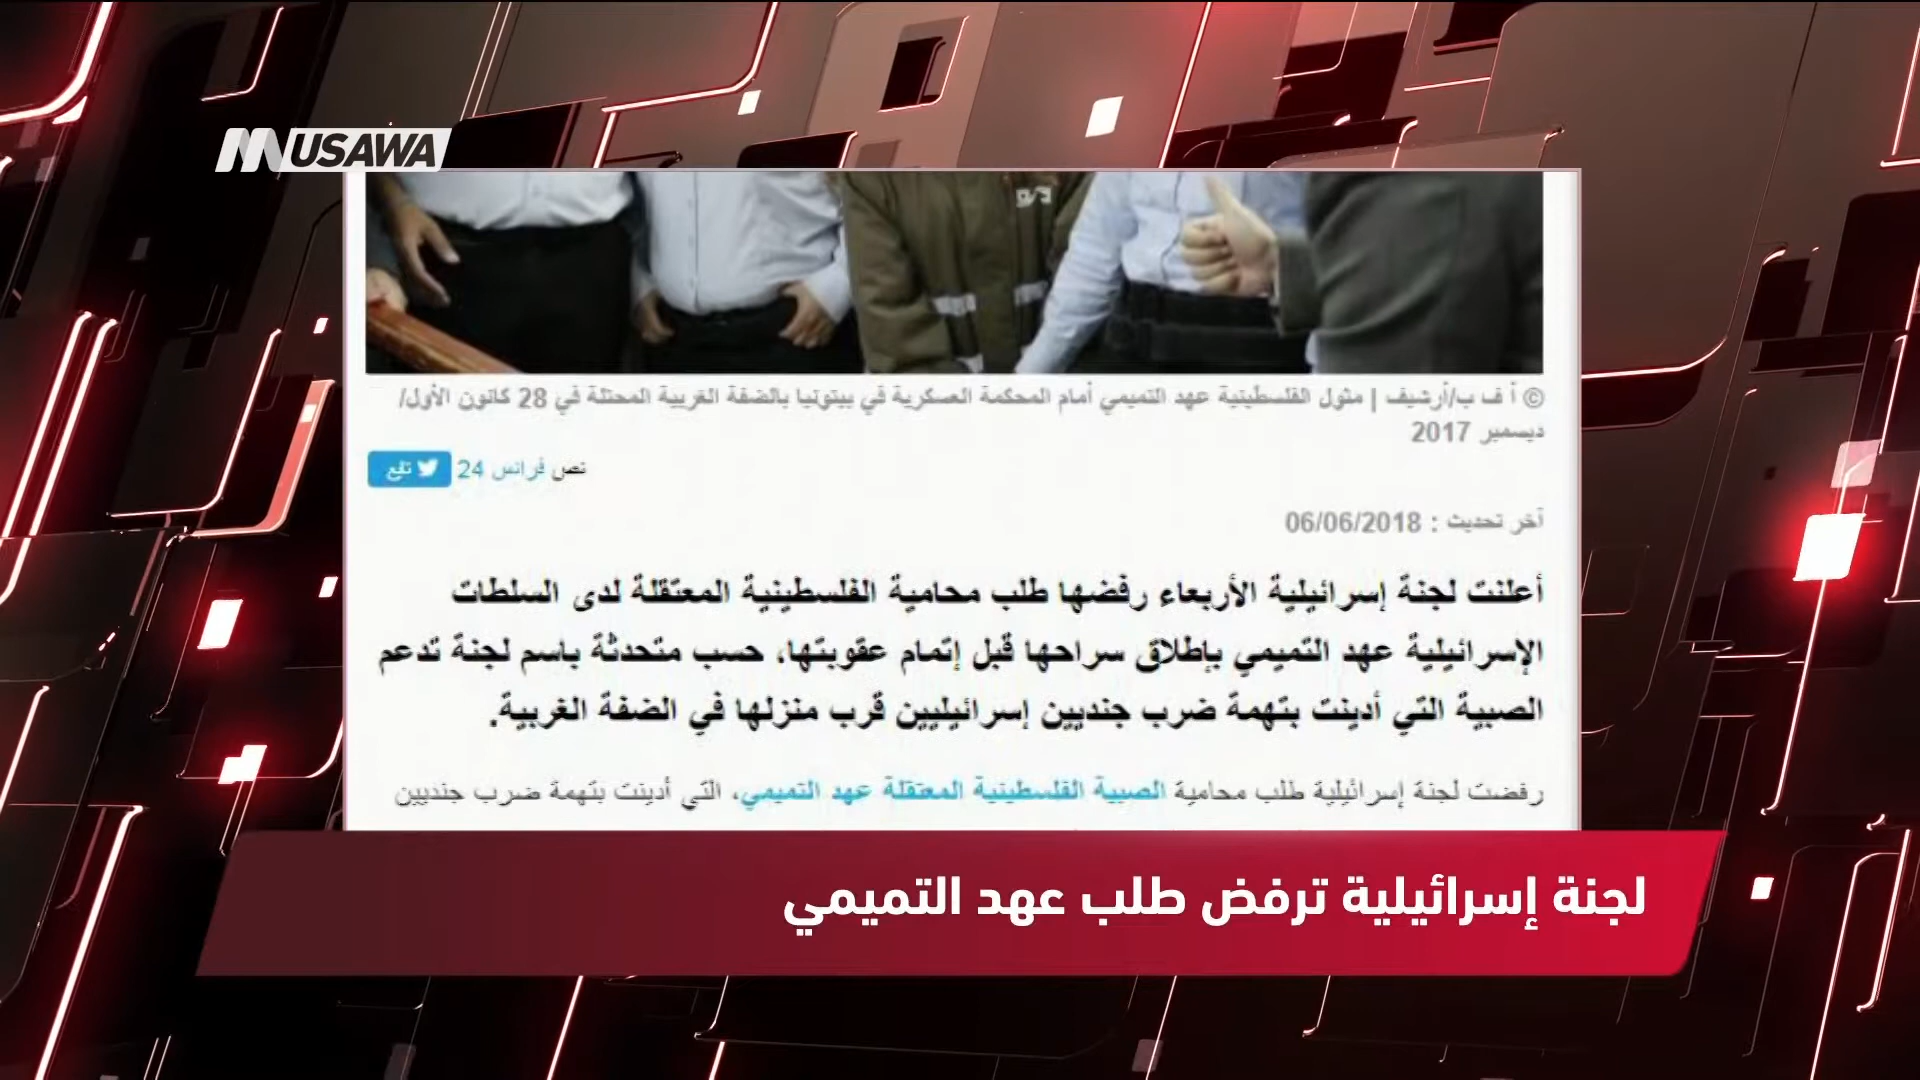 MUSAWA
© أ ف ب/أرشيف | مثول الفلسطينية عهد التميمي أمام المحكمة العسكرية في بيتونيا بالضفة الغربية المحتلة في 28 كانون الأول/
ديسمبر 2017
نص فرانس 24 تابع
آخر تحديث : 06/06/2018
أعلنت لجنة إسرائيلية الأربعاء رفضها طلب محامية الفلسطينية المعتقلة لدى السلطات
الإسرائيلية عهد التميمي بإطلاق سراحها قبل إتمام عقوبتها، حسب متحدثة باسم لجنة تدعم
الصبية التي أدينت بتهمة ضرب جنديين إسرائيليين قرب منزلها في الضفة الغربية.
رفضت لجنة إسرائيلية طلب محامية الصبية الفلسطينية المعتقلة عهد التميمي، التي أدينت بتهمة ضرب جنديين
لجنة إسرائيلية ترفض طلب عهد التميمي